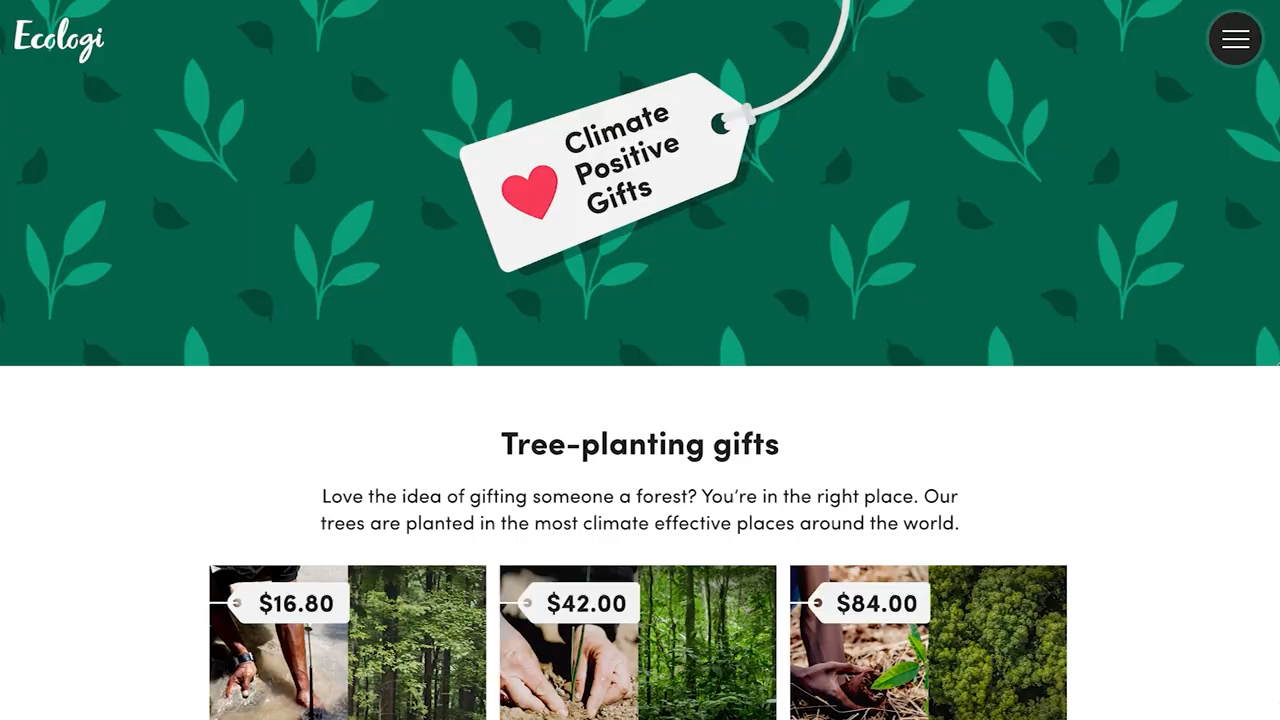 Ecologi
Climate
Positive
Gifts
Tree-planting gifts
Love the idea of gifting someone a forest? You’re in the right place. Our
trees are planted in the most climate effective places around the world.
$16.80
$42.00
$84.00